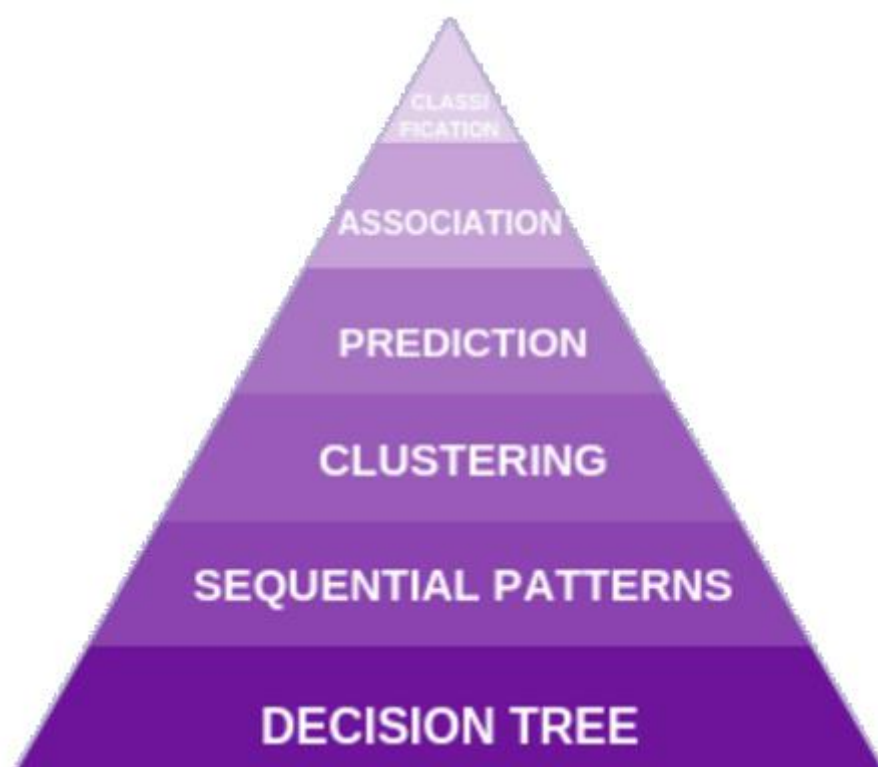 CLASSI
FICATION
ASSOCIATION
PREDICTION
CLUSTERING
SEQUENTIAL PATTERNS
DECISION TREE